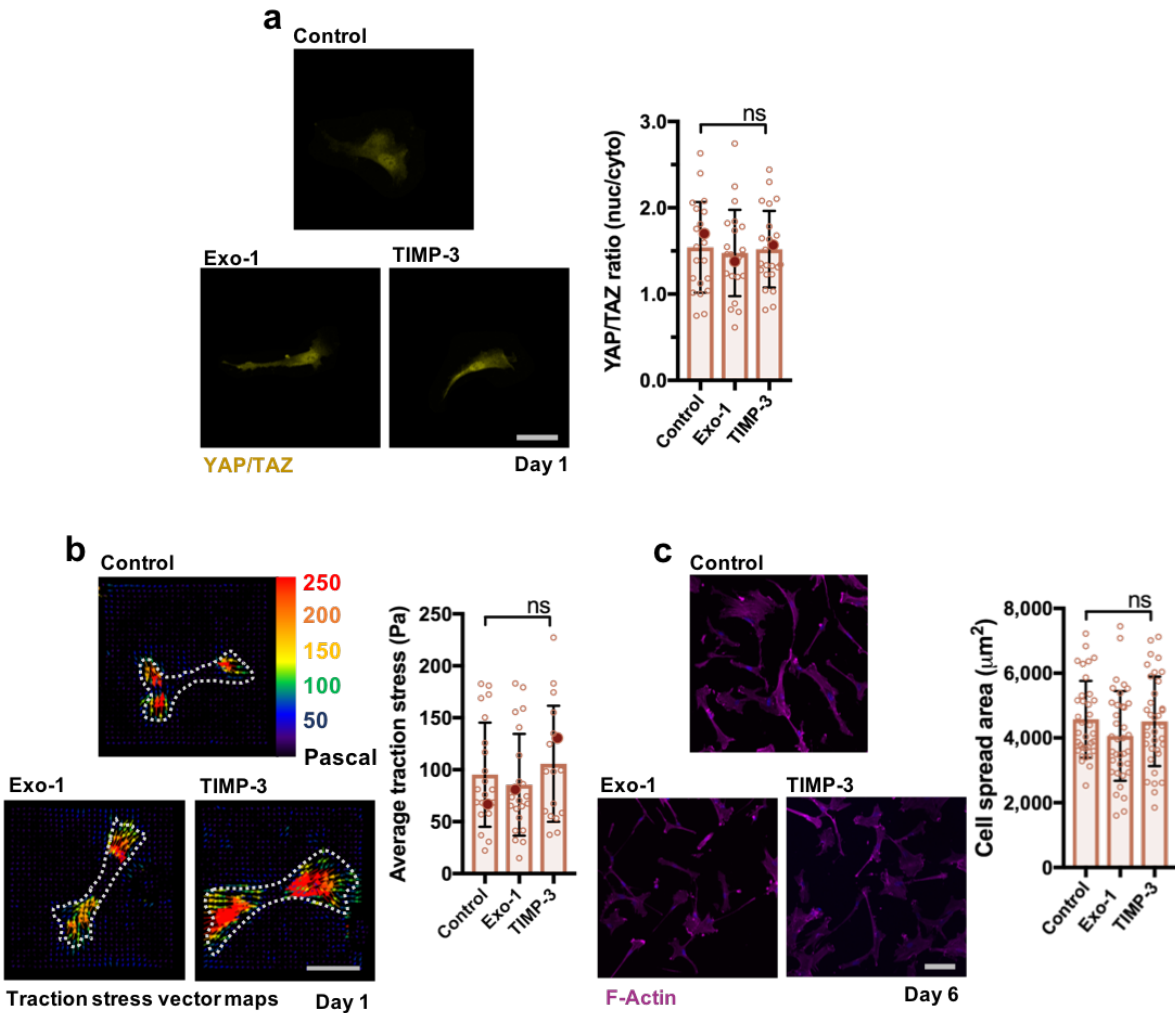 a
Control
Exo-1
TIMP-3
YAP/TAZ
Day 1
YAP/TAZ ratio (nuc/cyto)
3.0
2.0
1.0
0.0
ns
Control
Exo-1
TIMP-3
b
Control
250
200
150
100
50
Pascal
Exo-1
TIMP-3
Traction stress vector maps
Day 1
Average traction stress (Pa)
250
200
150
100
50
0
ns
Control
Exo-1
TIMP-3
c
Control
Exo-1
TIMP-3
F-Actin
Day 6
Cell spread area (μm²)
8,000
6,000
4,000
2,000
0
ns
Control
Exo-1
TIMP-3